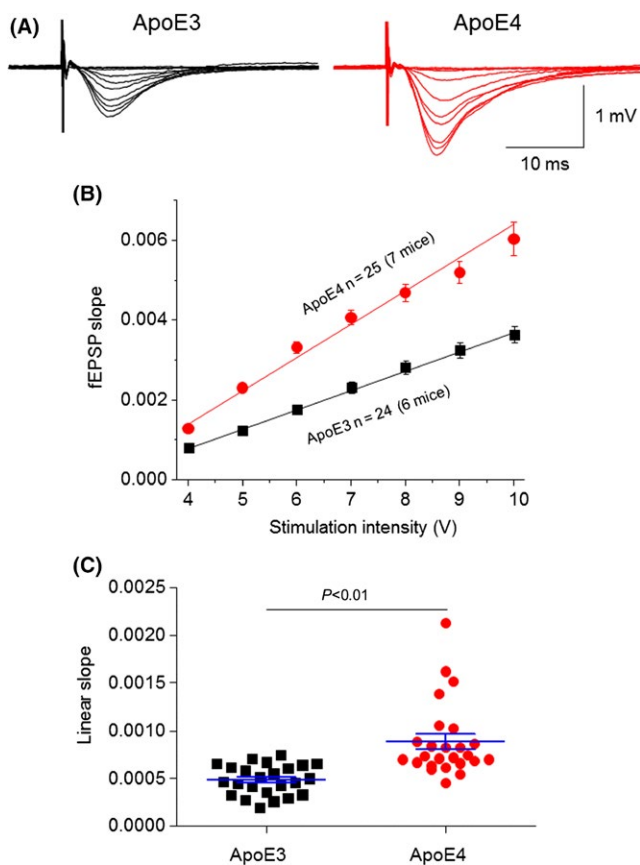 (A)
ApoE3
ApoE4
1 mV
10 ms
(B)
fEPSP slope
0.006
0.004
0.002
0.000
ApoE4 n = 25 (7 mice)
ApoE3 n = 24 (6 mice)
4 5 6 7 8 9 10
Stimulation intensity (V)
(C)
Linear slope
0.0025
0.0020
0.0015
0.0010
0.0005
0.0000
P<0.01
ApoE3
ApoE4